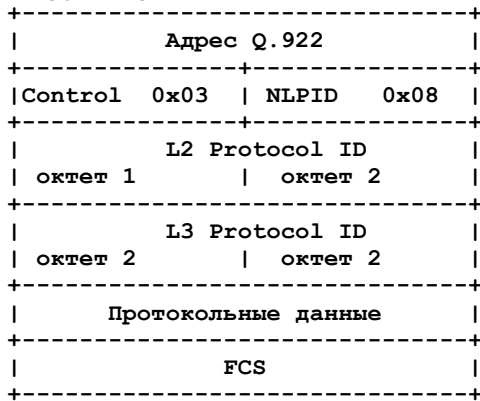 Адрес Q.922
Control 0x03 | NLPID 0x08
L2 Protocol ID
октет 1 | октет 2
L3 Protocol ID
октет 2 | октет 2
Протокольные данные
FCS